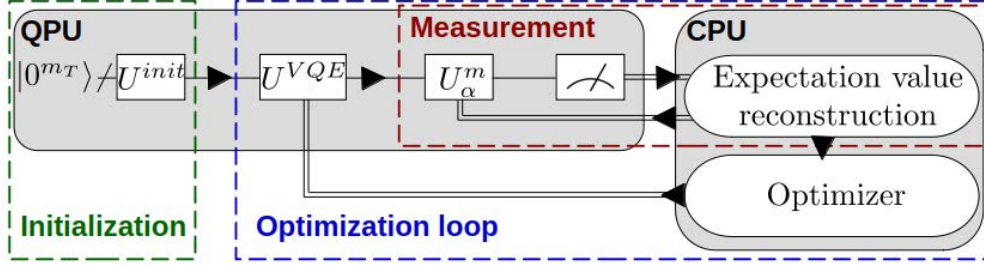 QPU
Measurement
CPU
|0^{m_T}⟩
U^{init}
U^{VQE}
U^m_α
Expectation value
reconstruction
Optimizer
Initialization
Optimization loop